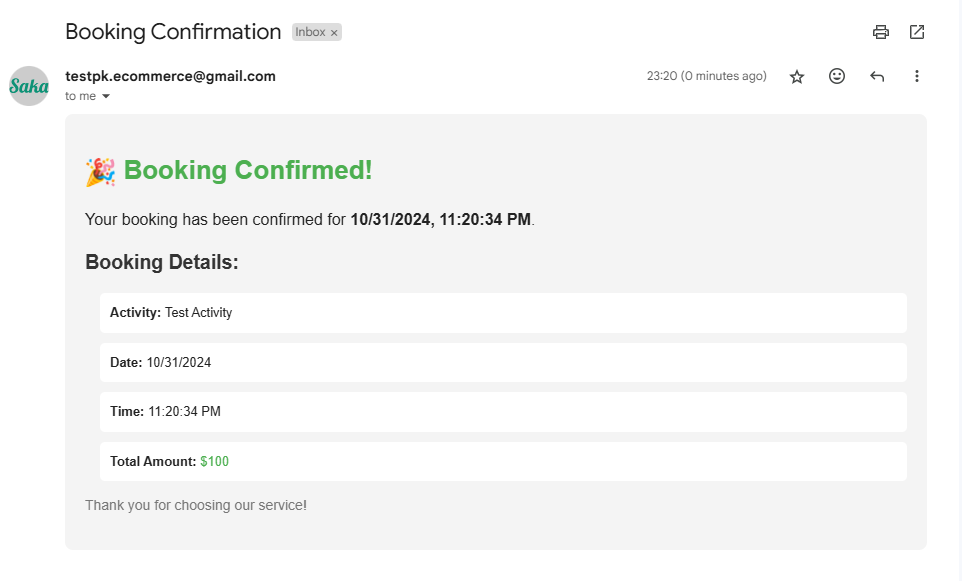 Booking Confirmation Inbox ×
Saka
testpk.ecommerce@gmail.com 23:20 (0 minutes ago)
to me
🎉 Booking Confirmed!
Your booking has been confirmed for 10/31/2024, 11:20:34 PM.
Booking Details:
Activity: Test Activity
Date: 10/31/2024
Time: 11:20:34 PM
Total Amount: $100
Thank you for choosing our service!